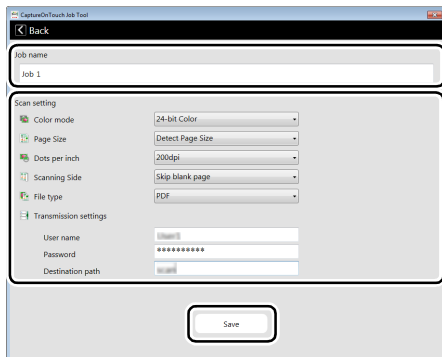 CaptureOnTouch Job Tool
Back
Job name
Job 1
Scan setting
Color mode 24-bit Color
Page Size Detect Page Size
Dots per inch 200dpi
Scanning Side Skip blank page
File type PDF
Transmission settings
User name
Password **********
Destination path
Save